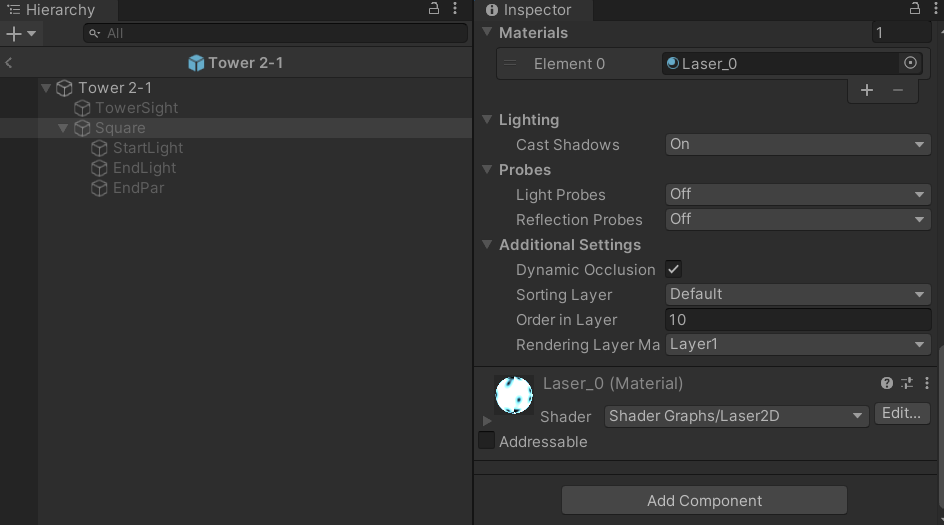 Hierarchy
All
Tower 2-1
Tower 2-1
TowerSight
Square
StartLight
EndLight
EndPar
Inspector
Materials 1
Element 0 Laser_0
Lighting
Cast Shadows On
Probes
Light Probes Off
Reflection Probes Off
Additional Settings
Dynamic Occlusion
Sorting Layer Default
Order in Layer 10
Rendering Layer Ma Layer1
Laser_0 (Material)
Shader Shader Graphs/Laser2D Edit...
Addressable
Add Component